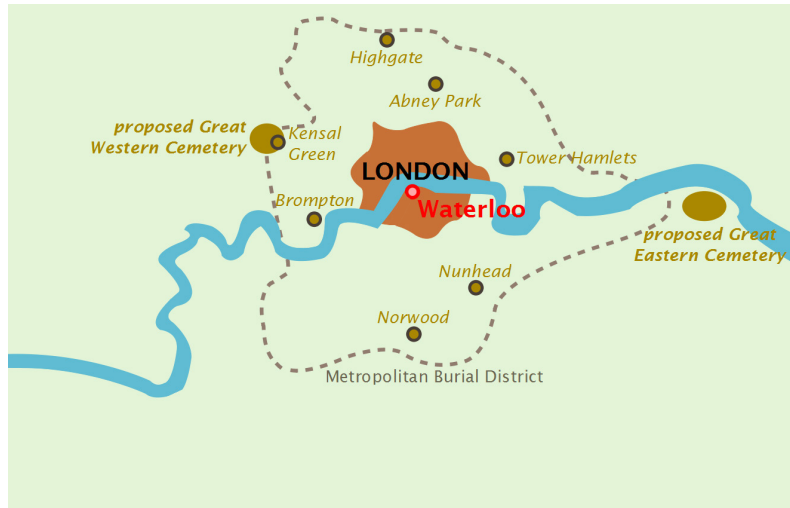 Highgate
Abney Park
proposed Great
Western Cemetery
Kensal
Green
LONDON
Tower Hamlets
Brompton
Waterloo
proposed Great
Eastern Cemetery
Nunhead
Norwood
Metropolitan Burial District